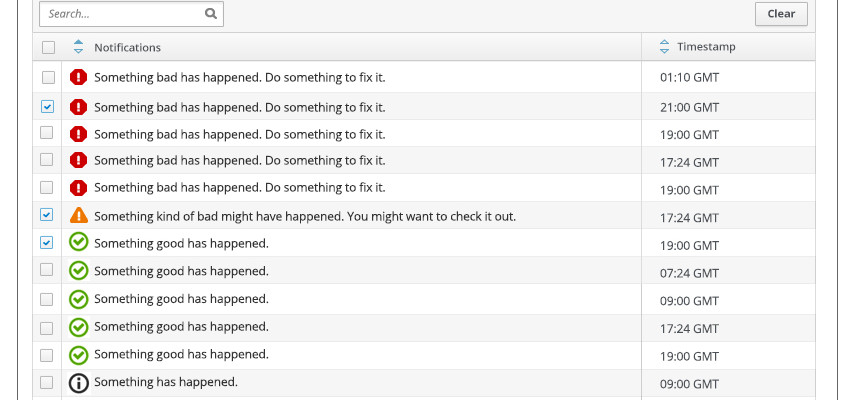 Search...
Clear
Notifications Timestamp
Something bad has happened. Do something to fix it. 01:10 GMT
Something bad has happened. Do something to fix it. 21:00 GMT
Something bad has happened. Do something to fix it. 19:00 GMT
Something bad has happened. Do something to fix it. 17:24 GMT
Something bad has happened. Do something to fix it. 19:00 GMT
Something kind of bad might have happened. You might want to check it out. 17:24 GMT
Something good has happened. 19:00 GMT
Something good has happened. 07:24 GMT
Something good has happened. 09:00 GMT
Something good has happened. 17:24 GMT
Something good has happened. 19:00 GMT
Something has happened. 09:00 GMT